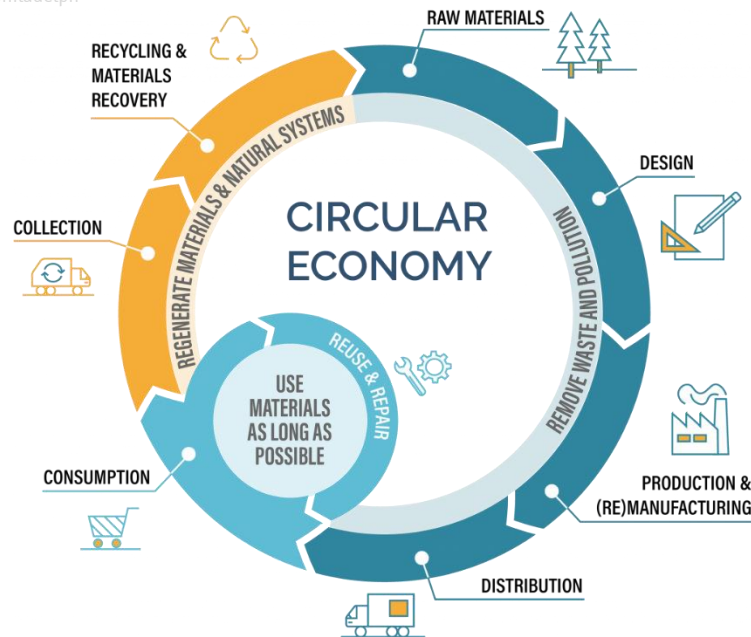 RAW MATERIALS
RECYCLING &
MATERIALS
RECOVERY
DESIGN
COLLECTION
REGENERATE MATERIALS & NATURAL SYSTEMS
CIRCULAR
ECONOMY
REMOVE WASTE AND POLLUTION
REUSE & REPAIR
USE
MATERIALS
AS LONG AS
POSSIBLE
CONSUMPTION
PRODUCTION &
(RE)MANUFACTURING
DISTRIBUTION